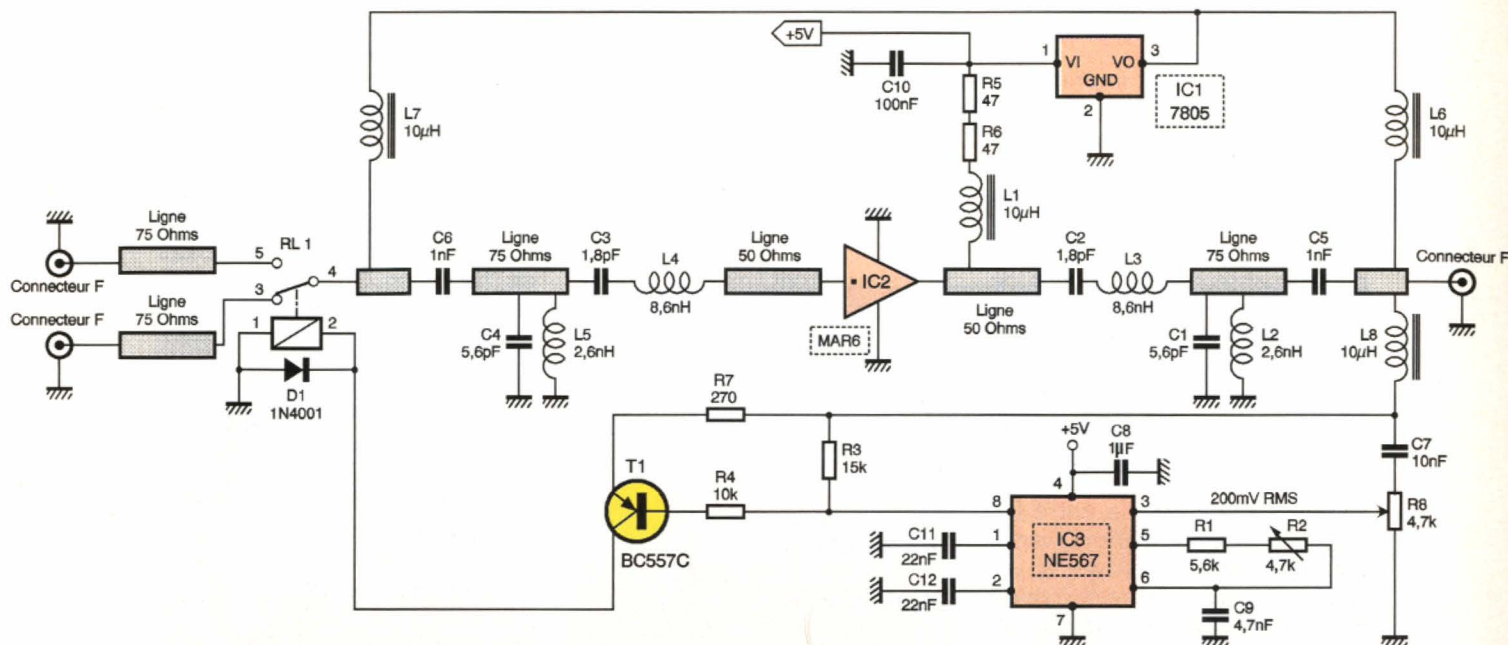 +5V
1
VI
VO
3
GND
2
IC1
7805
C10
100nF
R5
47
R6
47
L7
10µH
L6
10µH
L1
10µH
Ligne
75 Ohms
RL 1
5
4
3
Connecteur F
Connecteur F
Ligne
75 Ohms
1
2
D1
1N4001
C6
1nF
Ligne
75 Ohms
C3
1,8pF
L4
8,6nH
Ligne
50 Ohms
IC2
MAR6
C4
5,6pF
L5
2,6nH
Ligne
50 Ohms
C2
1,8pF
L3
8,6nH
Ligne
75 Ohms
C5
1nF
Connecteur F
C1
5,6pF
L2
2,6nH
L8
10µH
R7
270
R3
15k
R4
10k
T1
BC557C
+5V
C8
1µF
4
8
1
2
7
3
5
6
IC3
NE567
C11
22nF
C12
22nF
200mV RMS
R1
5,6k
R2
4,7k
C9
4,7nF
C7
10nF
R8
4,7k